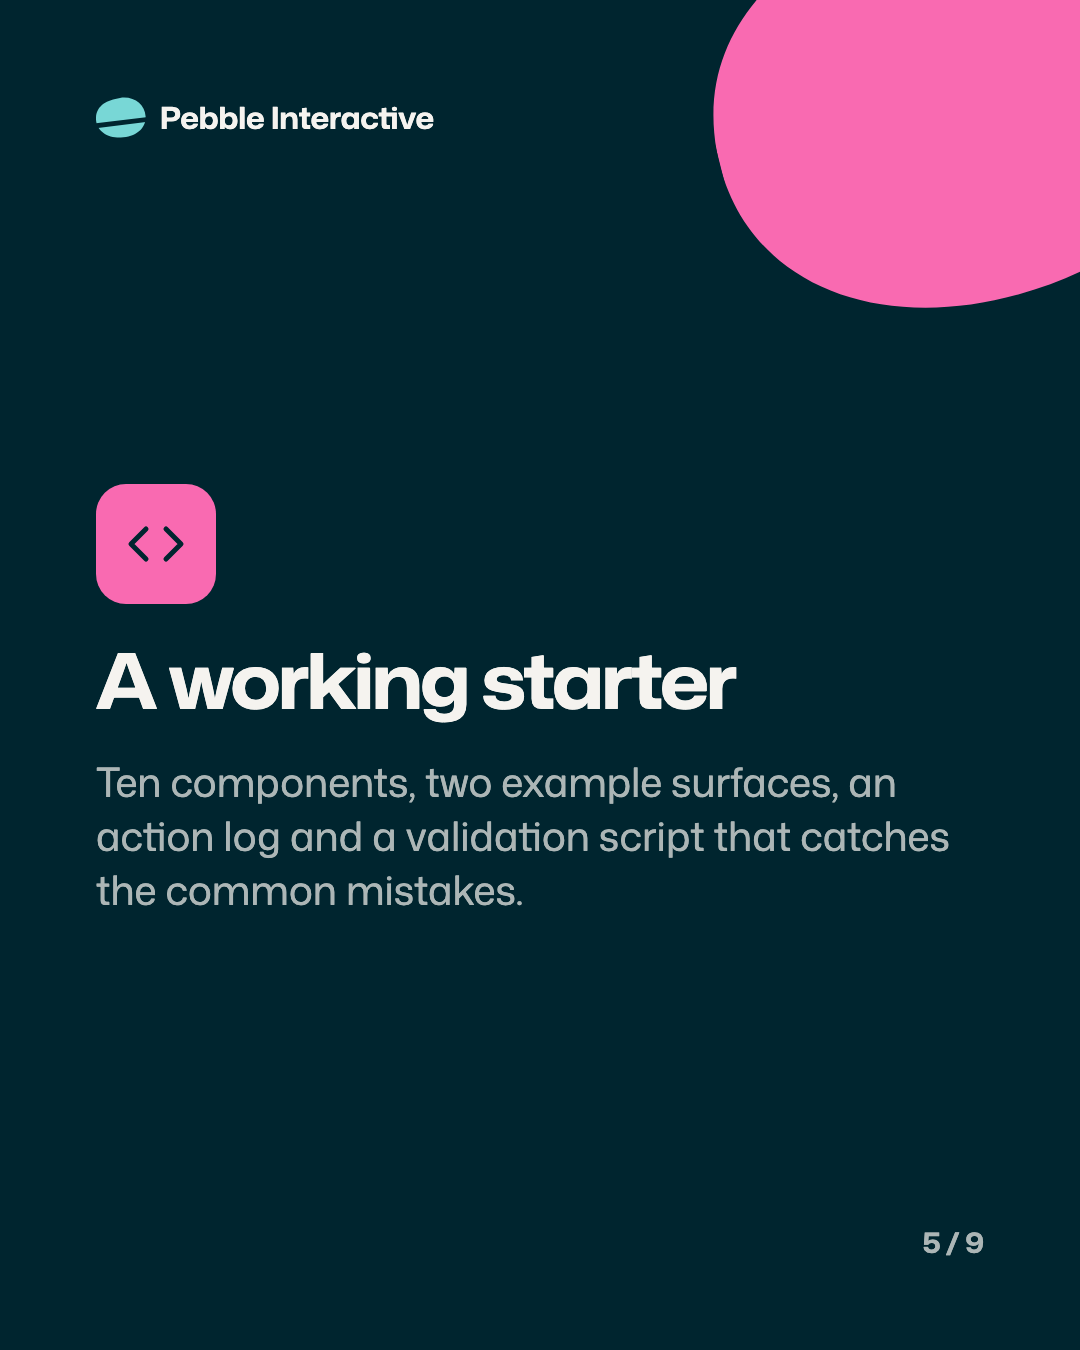 Pebble Interactive
A working starter
Ten components, two example surfaces, an
action log and a validation script that catches
the common mistakes.
5 / 9